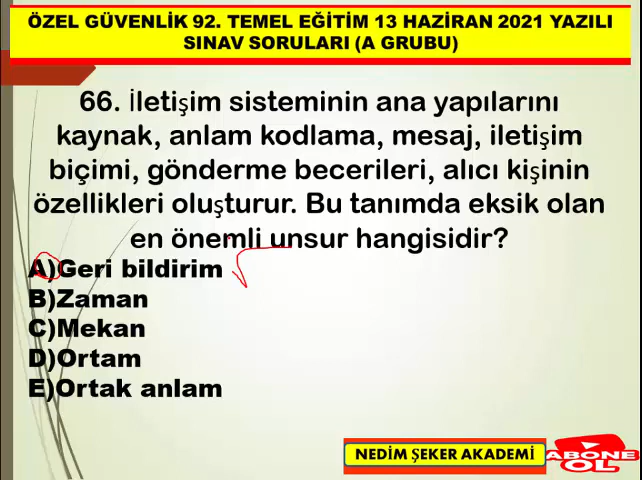 ÖZEL GÜVENLİK 92. TEMEL EĞİTİM 13 HAZİRAN 2021 YAZILI
SINAV SORULARI (A GRUBU)
66. İletişim sisteminin ana yapılarını
kaynak, anlam kodlama, mesaj, iletişim
biçimi, gönderme becerileri, alıcı kişinin
özellikleri oluşturur. Bu tanımda eksik olan
en önemli unsur hangisidir?
A)Geri bildirim
B)Zaman
C)Mekan
D)Ortam
E)Ortak anlam
NEDİM ŞEKER AKADEMİ
ABONE
OL